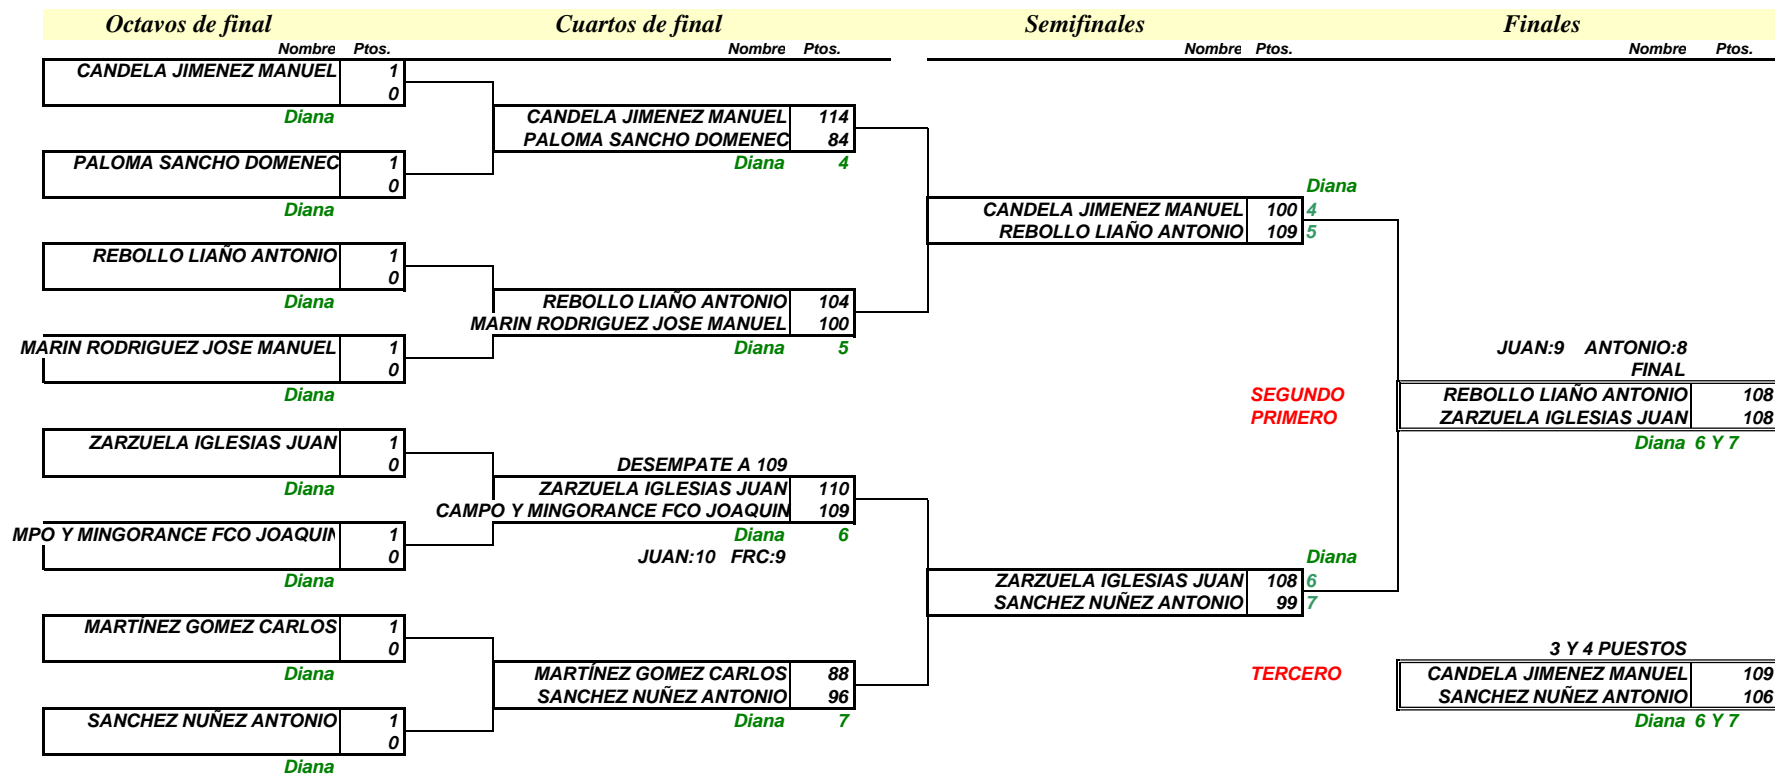 Octavos de final Cuartos de final Semifinales Finales
Nombre Ptos. Nombre Ptos. Nombre Ptos. Nombre Ptos.
CANDELA JIMENEZ MANUEL 1
0
Diana
PALOMA SANCHO DOMENEC 1
0
Diana
REBOLLO LIAÑO ANTONIO 1
0
Diana
MARIN RODRIGUEZ JOSE MANUEL 1
0
Diana
ZARZUELA IGLESIAS JUAN 1
0
Diana
MPO Y MINGORANCE FCO JOAQUIN 1
0
Diana
MARTÍNEZ GOMEZ CARLOS 1
0
Diana
SANCHEZ NUÑEZ ANTONIO 1
0
Diana
CANDELA JIMENEZ MANUEL 114
PALOMA SANCHO DOMENEC 84
Diana 4
REBOLLO LIAÑO ANTONIO 104
MARIN RODRIGUEZ JOSE MANUEL 100
Diana 5
DESEMPATE A 109
ZARZUELA IGLESIAS JUAN 110
CAMPO Y MINGORANCE FCO JOAQUIN 109
Diana 6
JUAN:10 FRC:9
MARTÍNEZ GOMEZ CARLOS 88
SANCHEZ NUÑEZ ANTONIO 96
Diana 7
Diana
CANDELA JIMENEZ MANUEL 100 4
REBOLLO LIAÑO ANTONIO 109 5
Diana
ZARZUELA IGLESIAS JUAN 108 6
SANCHEZ NUÑEZ ANTONIO 99 7
JUAN:9 ANTONIO:8
FINAL
SEGUNDO REBOLLO LIAÑO ANTONIO 108
PRIMERO ZARZUELA IGLESIAS JUAN 108
Diana 6 Y 7
3 Y 4 PUESTOS
TERCERO CANDELA JIMENEZ MANUEL 109
SANCHEZ NUÑEZ ANTONIO 106
Diana 6 Y 7